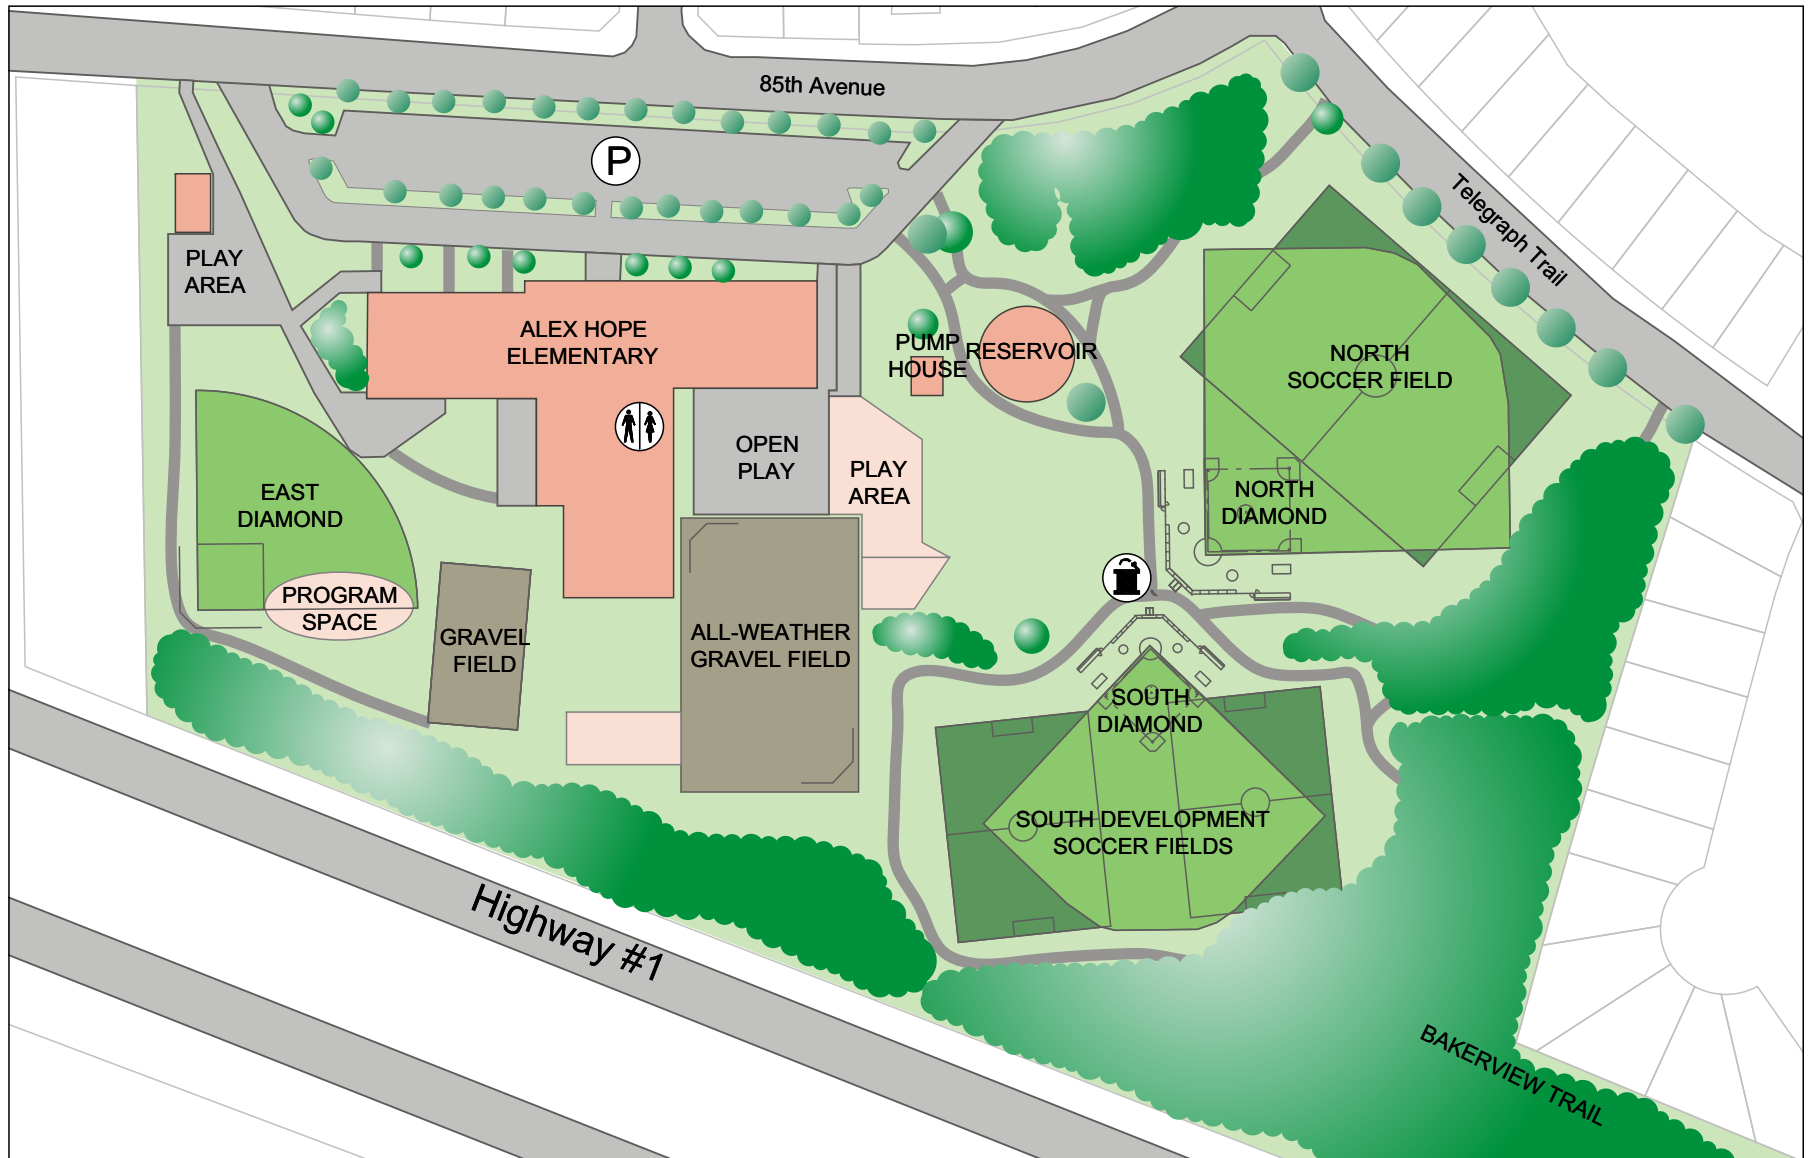 85th Avenue
P
Telegraph Trail
PLAY
AREA
ALEX HOPE
ELEMENTARY
PUMP
HOUSE
RESERVOIR
NORTH
SOCCER FIELD
OPEN
PLAY
PLAY
AREA
EAST
DIAMOND
NORTH
DIAMOND
PROGRAM
SPACE
GRAVEL
FIELD
ALL-WEATHER
GRAVEL FIELD
SOUTH
DIAMOND
SOUTH DEVELOPMENT
SOCCER FIELDS
Highway #1
BAKERVIEW TRAIL